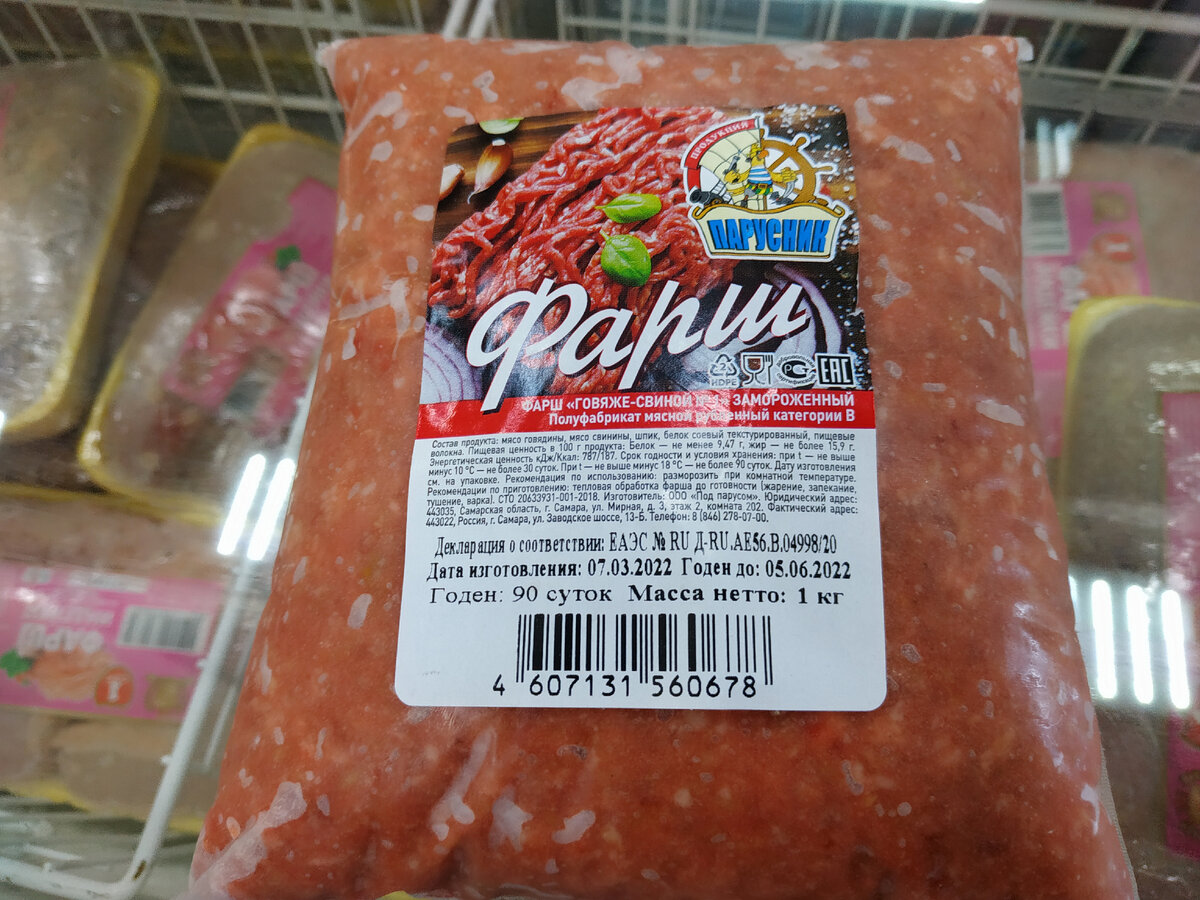 ПРОДУКЦИЯ
ПАРУСНИК
Фарш
HDPE
ЕАС
ФАРШ «ГОВЯЖЕ-СВИНОЙ ЗАМОРОЖЕННЫЙ
Полуфабрикат мясной рубленный категории В
Состав продукта: мясо говядины, мясо свинины, шпик, белок соевый текстурированный, пищевые
волокна. Пищевая ценность в 100 г продукта: Белок — не менее 9,47 г, жир — не более 15,9 г.
Энергетическая ценность кДж/Ккал: 787/187. Срок годности и условия хранения: при t — не выше
минус 10 °С — не более 30 суток. При t — не выше минус 18 °С — не более 90 суток. Дату изготовления
см. на упаковке. Рекомендация по использованию: разморозить при комнатной температуре.
Рекомендации по приготовлению: тепловая обработка фарша до готовности (жарение, запекание,
тушение, варка). СТО 20633931-001-2018. Изготовитель: ООО «Под парусом». Юридический адрес:
443035, Самарская область, г. Самара, ул. Мирная, д. 3, этаж 2, комната 202. Фактический адрес:
443022, Россия, г. Самара, ул. Заводское шоссе, 13-Б. Телефон: 8 (846) 278-07-00.
Декларация о соответствии: ЕАЭС № RU Д-RU.АЕ56.В.04998/20
Дата изготовления: 07.03.2022 Годен до: 05.06.2022
Годен: 90 суток Масса нетто: 1 кг
4 607131 560678
ФАРШ